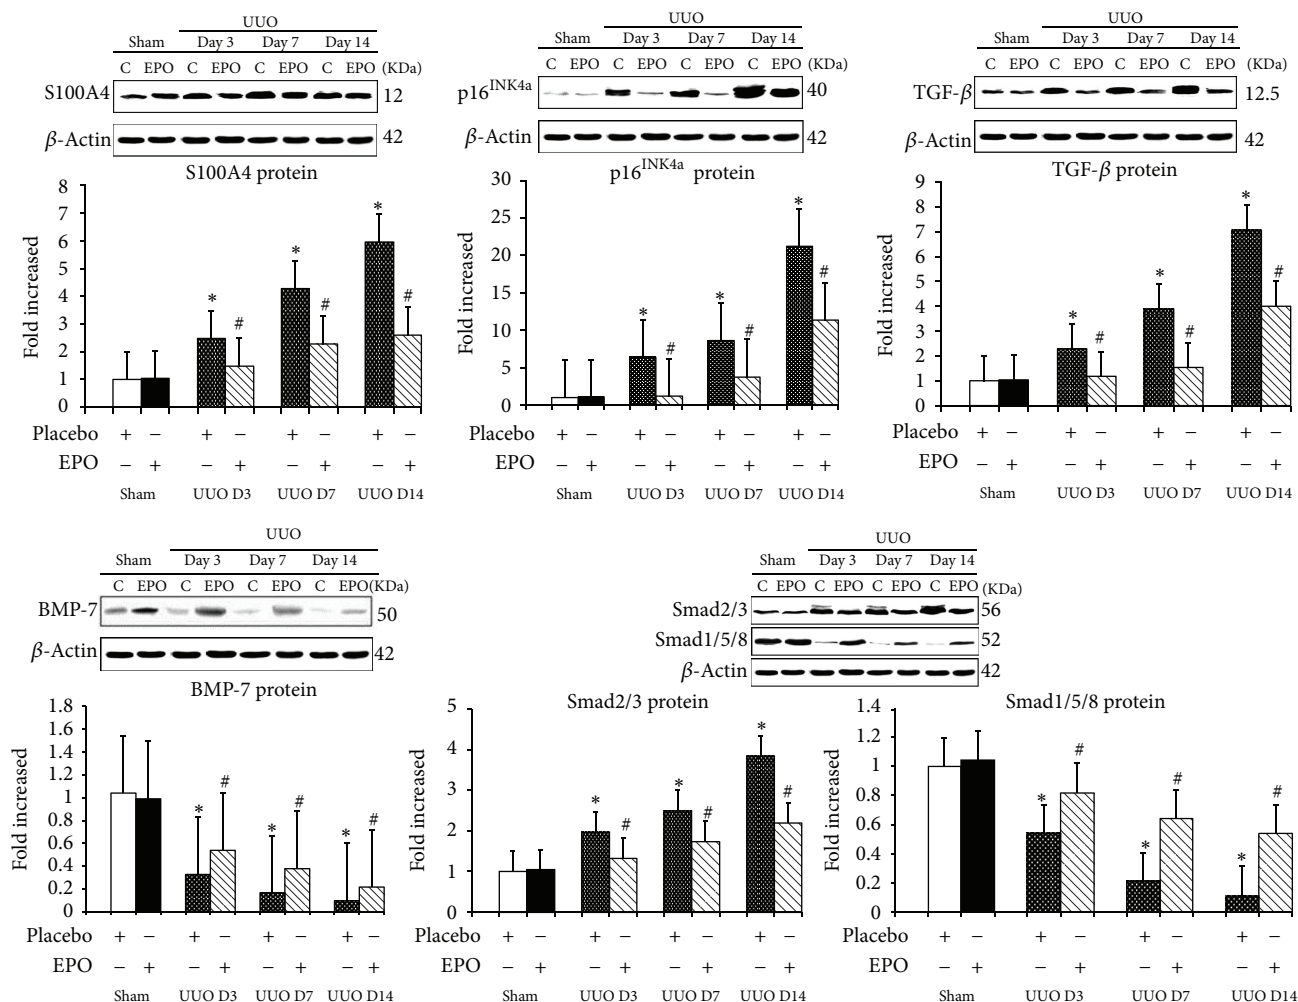 UUO
Sham Day 3 Day 7 Day 14
C EPO C EPO C EPO C EPO (KDa)
S100A4 12
β-Actin 42
S100A4 protein
Fold increased
8
7
6
5
4
3
2
1
0
* # * # * #
Placebo + − + − + − + −
EPO − + − + − + − +
Sham UUO D3 UUO D7 UUO D14
UUO
Sham Day 3 Day 7 Day 14
C EPO C EPO C EPO C EPO (KDa)
p16INK4a 40
β-Actin 42
p16INK4a protein
Fold increased
30
25
20
15
10
5
0
* # * # * #
+ − + − + − + −
− + − + − + − +
Sham UUO D3 UUO D7 UUO D14
UUO
Sham Day 3 Day 7 Day 14
C EPO C EPO C EPO C EPO (KDa)
TGF-β 12.5
β-Actin 42
TGF-β protein
Fold increased
9
8
7
6
5
4
3
2
1
0
* # * # * #
Placebo + − + − + − + −
EPO − + − + − + − +
Sham UUO D3 UUO D7 UUO D14
UUO
Sham Day 3 Day 7 Day 14
C EPO C EPO C EPO C EPO (KDa)
BMP-7 50
β-Actin 42
BMP-7 protein
Fold increased
1.8
1.6
1.4
1.2
1
0.8
0.6
0.4
0.2
0
* # * # * #
Placebo + − + − + − + −
EPO − + − + − + − +
Sham UUO D3 UUO D7 UUO D14
UUO
Sham Day 3 Day 7 Day 14
C EPO C EPO C EPO C EPO (KDa)
Smad2/3 56
Smad1/5/8 52
β-Actin 42
Smad2/3 protein
Fold increased
5
4
3
2
1
0
* # * # * #
Placebo + − + − + − + −
EPO − + − + − + − +
Sham UUO D3 UUO D7 UUO D14
Smad1/5/8 protein
Fold increased
1.4
1.2
1
0.8
0.6
0.4
0.2
0
* # * # * #
Placebo + − + − + − + −
EPO − + − + − + − +
Sham UUO D3 UUO D7 UUO D14